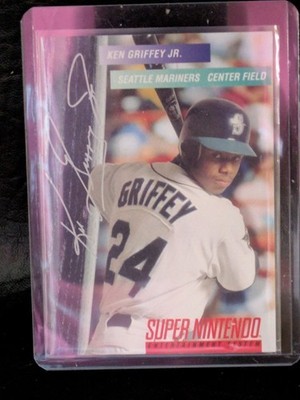 KEN GRIFFEY JR.
SEATTLE MARINERS CENTER FIELD
GRIFFEY
24
SUPER NINTENDO
ENTERTAINMENT SYSTEM